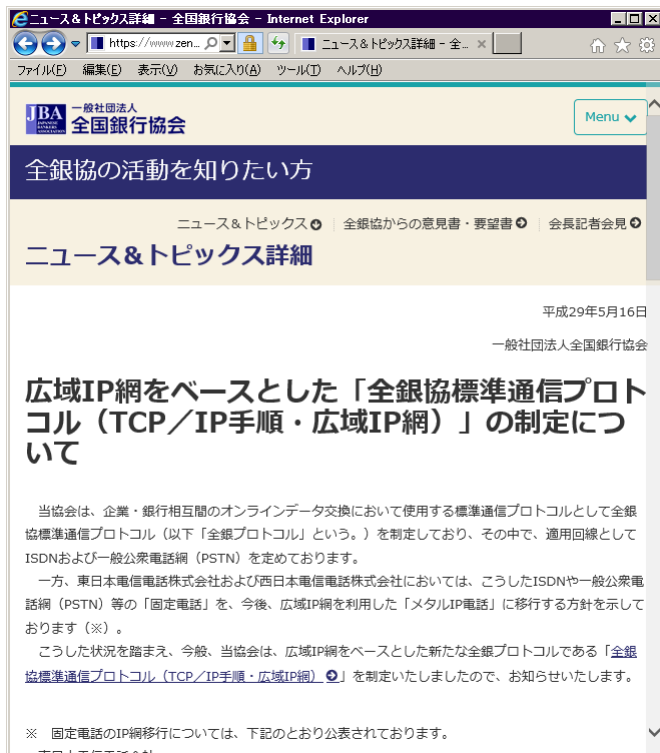 ニュース&トピックス詳細 - 全国銀行協会 - Internet Explorer
https://www.zen...
ニュース&トピックス詳細 - 全...
ファイル(F) 編集(E) 表示(V) お気に入り(A) ツール(T) ヘルプ(H)
JBA 一般社団法人
JAPANESE BANKERS ASSOCIATION 全国銀行協会
Menu
全銀協の活動を知りたい方
ニュース&トピックス 全銀協からの意見書・要望書 会長記者会見
ニュース&トピックス詳細
平成29年5月16日
一般社団法人全国銀行協会
広域IP網をベースとした「全銀協標準通信プロト
コル(TCP/IP手順・広域IP網)」の制定につ
いて
当協会は、企業・銀行相互間のオンラインデータ交換において使用する標準通信プロトコルとして全銀
協標準通信プロトコル(以下「全銀プロトコル」という。)を制定しており、その中で、適用回線として
ISDNおよび一般公衆電話網(PSTN)を定めております。
一方、東日本電信電話株式会社および西日本電信電話株式会社においては、こうしたISDNや一般公衆電
話網(PSTN)等の「固定電話」を、今後、広域IP網を利用した「メタルIP電話」に移行する方針を示して
おります(※)。
こうした状況を踏まえ、今般、当協会は、広域IP網をベースとした新たな全銀プロトコルである「全銀
協標準通信プロトコル(TCP/IP手順・広域IP網)」を制定いたしましたので、お知らせいたします。
※ 固定電話のIP網移行については、下記のとおり公表されております。